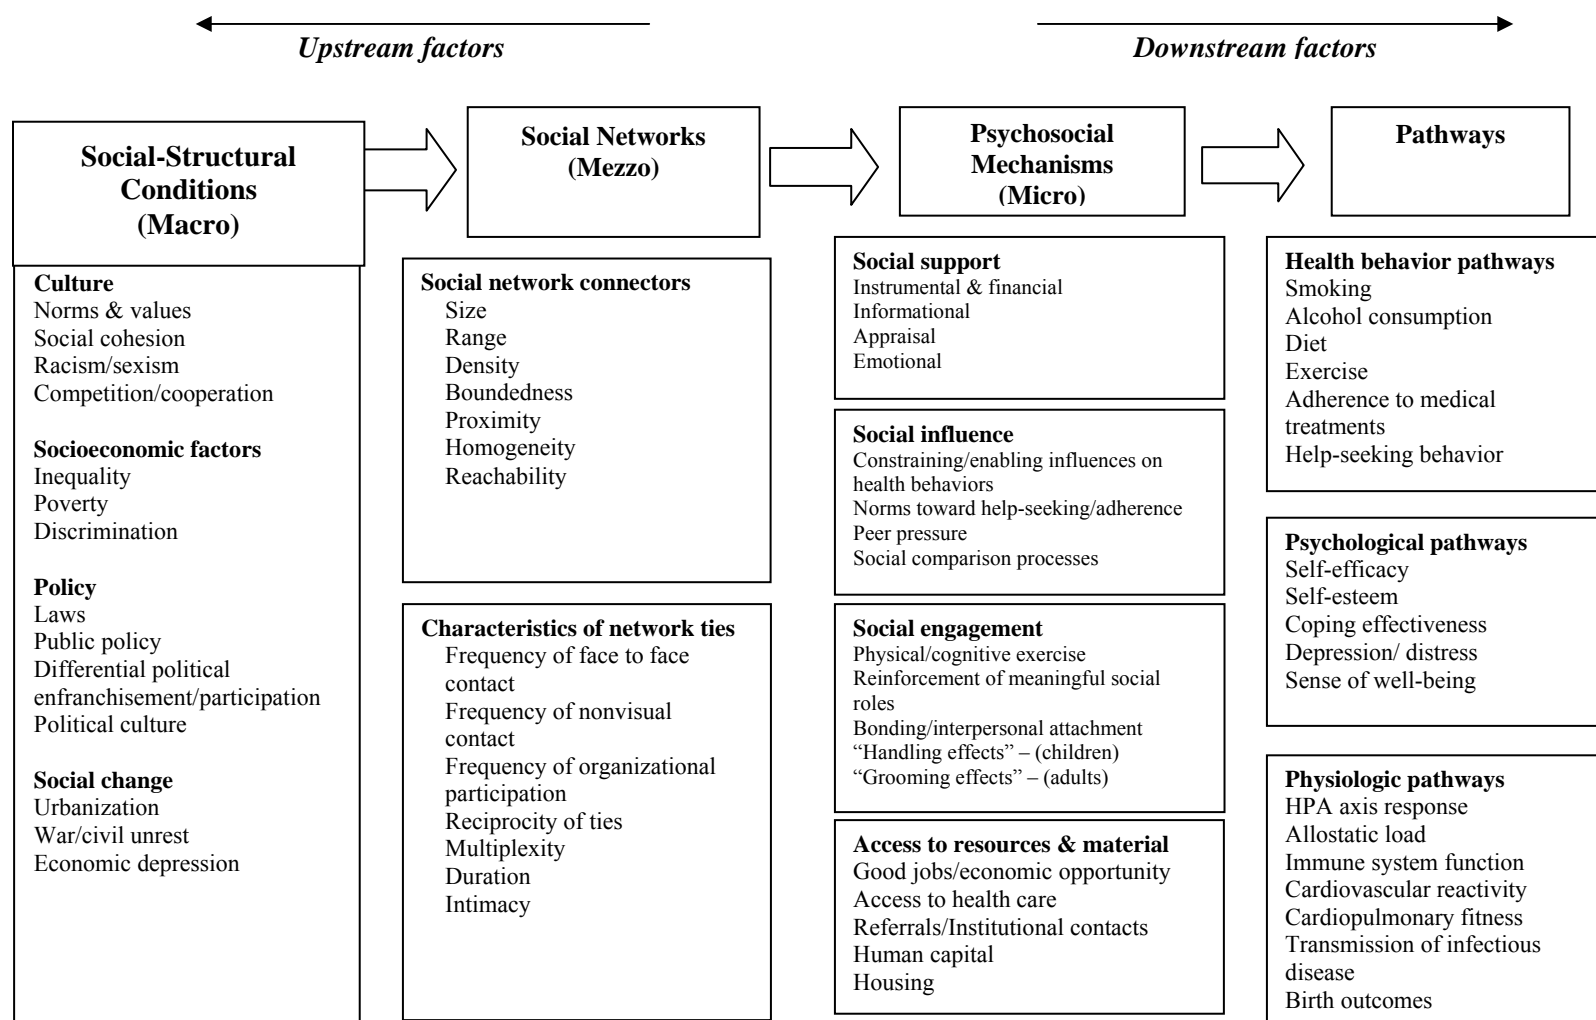 Upstream factors
Downstream factors
Social-Structural
Conditions
(Macro)
Social Networks
(Mezzo)
Psychosocial
Mechanisms
(Micro)
Pathways
Culture
Norms & values
Social cohesion
Racism/sexism
Competition/cooperation
Socioeconomic factors
Inequality
Poverty
Discrimination
Policy
Laws
Public policy
Differential political
enfranchisement/participation
Political culture
Social change
Urbanization
War/civil unrest
Economic depression
Social network connectors
Size
Range
Density
Boundedness
Proximity
Homogeneity
Reachability
Characteristics of network ties
Frequency of face to face
contact
Frequency of nonvisual
contact
Frequency of organizational
participation
Reciprocity of ties
Multiplexity
Duration
Intimacy
Social support
Instrumental & financial
Informational
Appraisal
Emotional
Social influence
Constraining/enabling influences on
health behaviors
Norms toward help-seeking/adherence
Peer pressure
Social comparison processes
Social engagement
Physical/cognitive exercise
Reinforcement of meaningful social
roles
Bonding/interpersonal attachment
“Handling effects” – (children)
“Grooming effects” – (adults)
Access to resources & material
Good jobs/economic opportunity
Access to health care
Referrals/Institutional contacts
Human capital
Housing
Health behavior pathways
Smoking
Alcohol consumption
Diet
Exercise
Adherence to medical
treatments
Help-seeking behavior
Psychological pathways
Self-efficacy
Self-esteem
Coping effectiveness
Depression/ distress
Sense of well-being
Physiologic pathways
HPA axis response
Allostatic load
Immune system function
Cardiovascular reactivity
Cardiopulmonary fitness
Transmission of infectious
disease
Birth outcomes